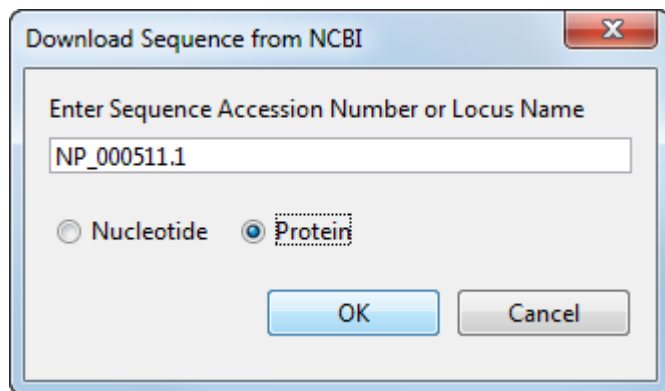 Download Sequence from NCBI
Enter Sequence Accession Number or Locus Name
NP_000511.1
Nucleotide Protein
OK Cancel